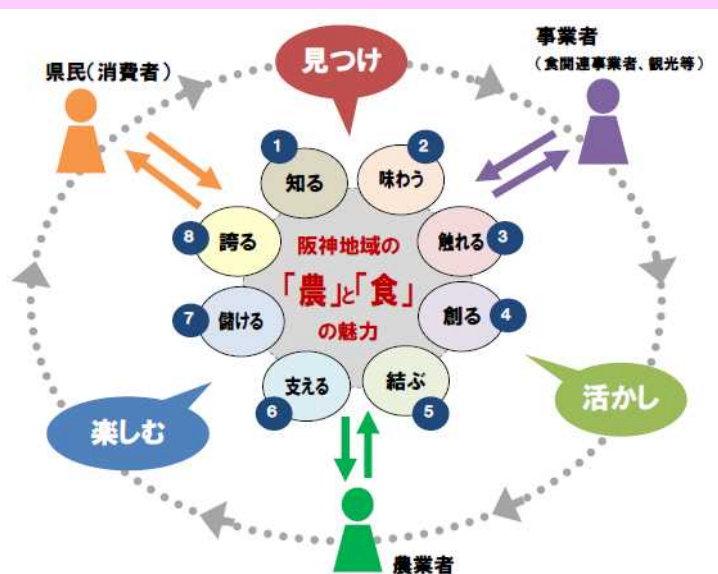 県民(消費者)
見つけ
事業者
(食関連事業者、観光等)
1
知る
2
味わう
3
触れる
4
創る
5
結ぶ
6
支える
7
儲ける
8
誇る
阪神地域の
「農」と「食」
の魅力
楽しむ
活かし
農業者